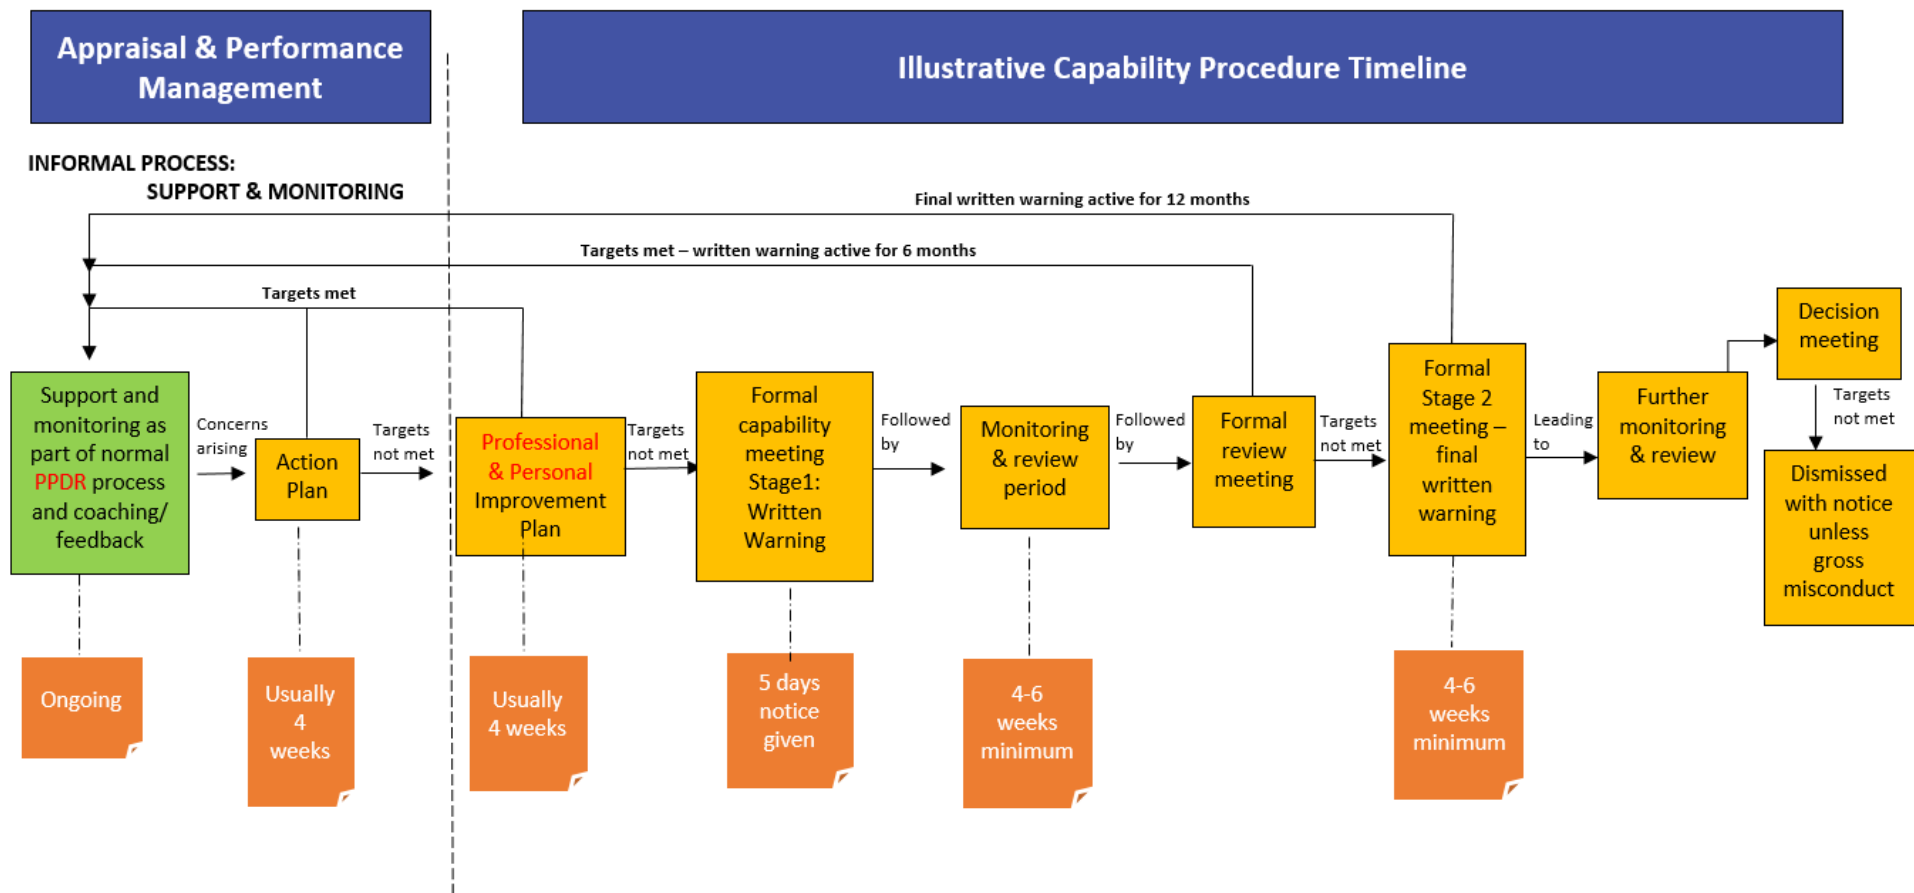 Appraisal & Performance
Management
Illustrative Capability Procedure Timeline
INFORMAL PROCESS:
SUPPORT & MONITORING
Final written warning active for 12 months
Targets met – written warning active for 6 months
Targets met
Support and
monitoring as
part of normal
PPDR process
and coaching/
feedback
Concerns
arising
Action
Plan
Targets
not met
Professional
& Personal
Improvement
Plan
Targets
not met
Formal
capability
meeting
Stage1:
Written
Warning
Followed
by
Monitoring
& review
period
Followed
by
Formal
review
meeting
Targets
not met
Formal
Stage 2
meeting –
final
written
warning
Leading
to
Further
monitoring
& review
Decision
meeting
Targets
not met
Dismissed
with notice
unless
gross
misconduct
Ongoing
Usually
4
weeks
Usually
4 weeks
5 days
notice
given
4-6
weeks
minimum
4-6
weeks
minimum